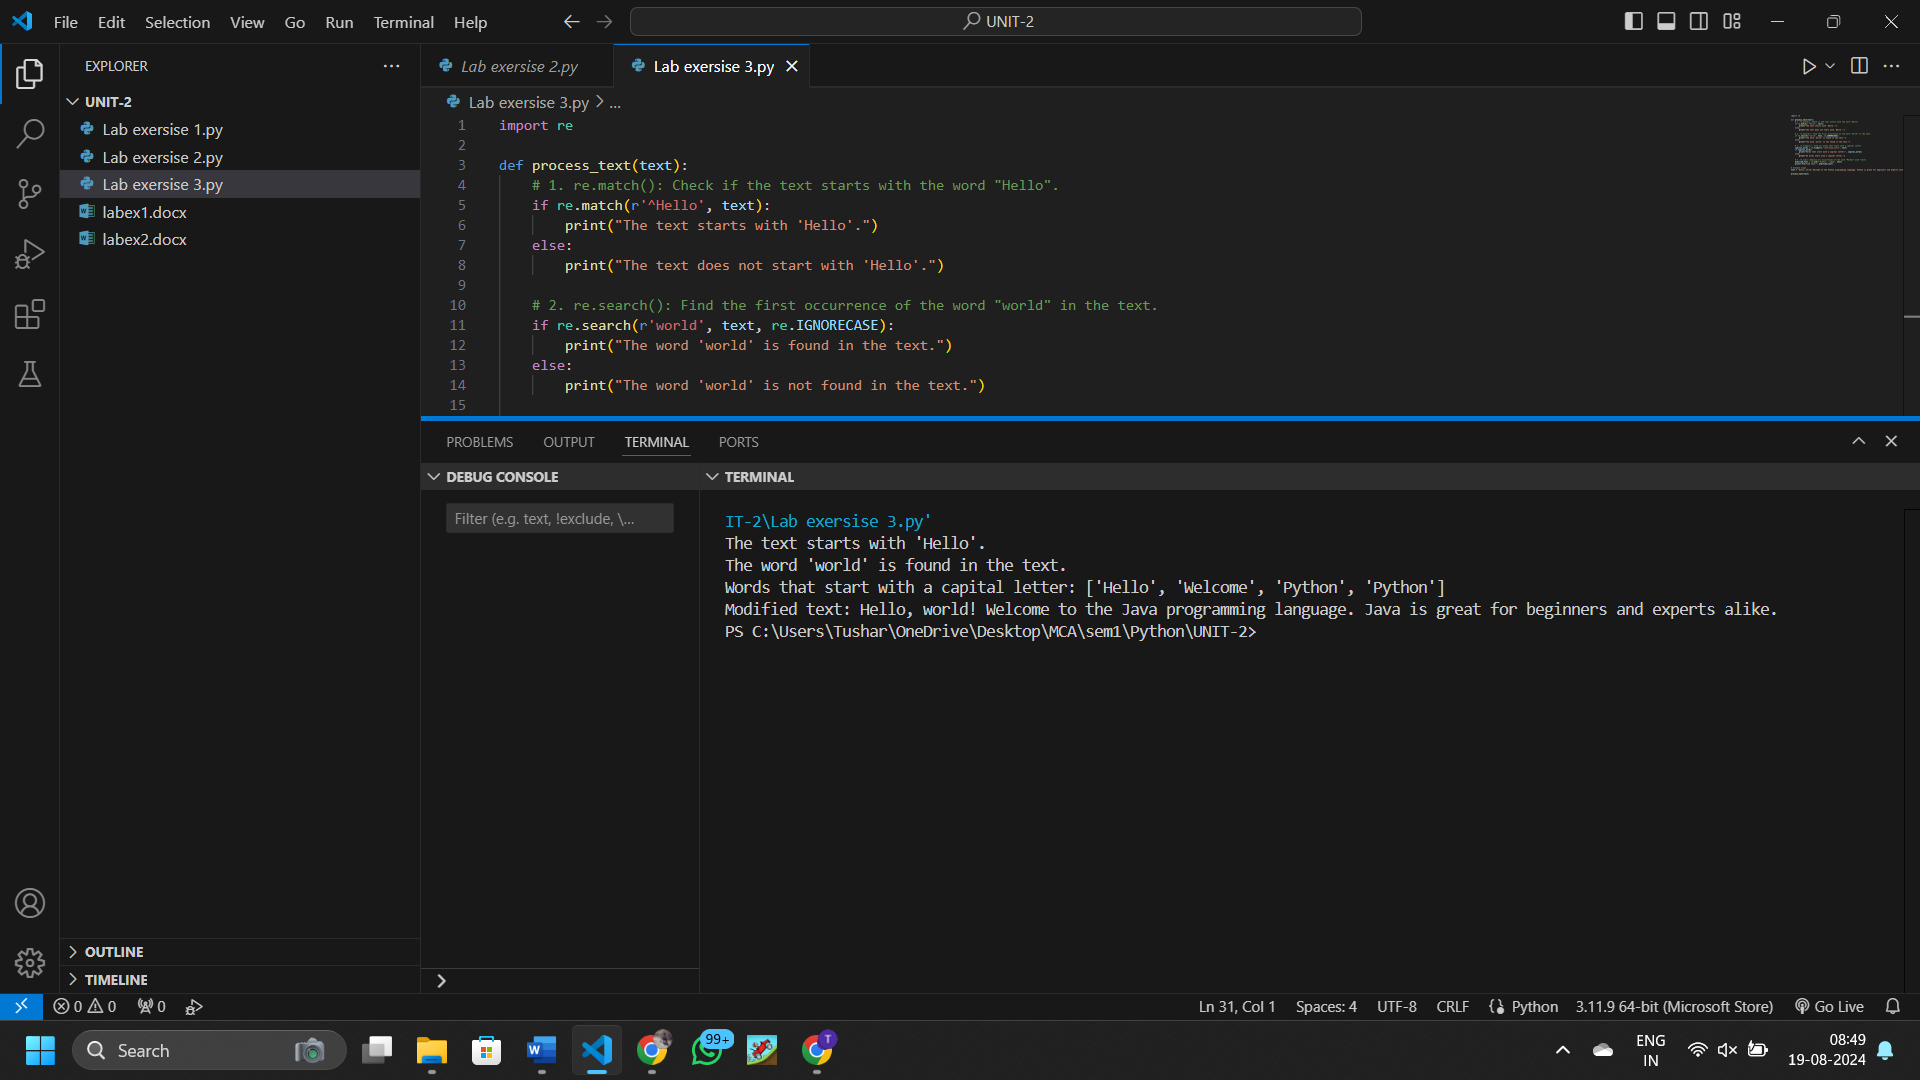 File Edit Selection View Go Run Terminal Help
UNIT-2
EXPLORER
UNIT-2
Lab exersise 1.py
Lab exersise 2.py
Lab exersise 3.py
labex1.docx
labex2.docx
OUTLINE
TIMELINE
Lab exersise 2.py Lab exersise 3.py
Lab exersise 3.py > ...
1 import re
2
3 def process_text(text):
4 # 1. re.match(): Check if the text starts with the word "Hello".
5 if re.match(r'^Hello', text):
6 print("The text starts with 'Hello'.")
7 else:
8 print("The text does not start with 'Hello'.")
9
10 # 2. re.search(): Find the first occurrence of the word "world" in the text.
11 if re.search(r'world', text, re.IGNORECASE):
12 print("The word 'world' is found in the text.")
13 else:
14 print("The word 'world' is not found in the text.")
15
PROBLEMS OUTPUT TERMINAL PORTS
DEBUG CONSOLE
Filter (e.g. text, !exclude, \...
TERMINAL
IT-2\Lab exersise 3.py'
The text starts with 'Hello'.
The word 'world' is found in the text.
Words that start with a capital letter: ['Hello', 'Welcome', 'Python', 'Python']
Modified text: Hello, world! Welcome to the Java programming language. Java is great for beginners and experts alike.
PS C:\Users\Tushar\OneDrive\Desktop\MCA\sem1\Python\UNIT-2>
0 0 0 Ln 31, Col 1 Spaces: 4 UTF-8 CRLF Python 3.11.9 64-bit (Microsoft Store) Go Live
Search
99+
T
ENG
IN
08:49
19-08-2024